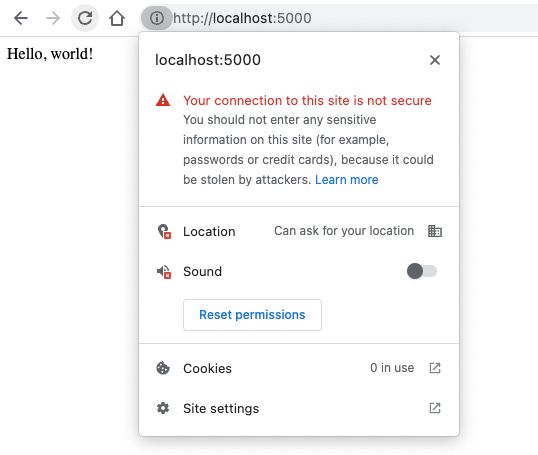 http://localhost:5000
Hello, world!
localhost:5000
Your connection to this site is not secure
You should not enter any sensitive
information on this site (for example,
passwords or credit cards), because it could
be stolen by attackers. Learn more
Location Can ask for your location
Sound
Reset permissions
Cookies 0 in use
Site settings